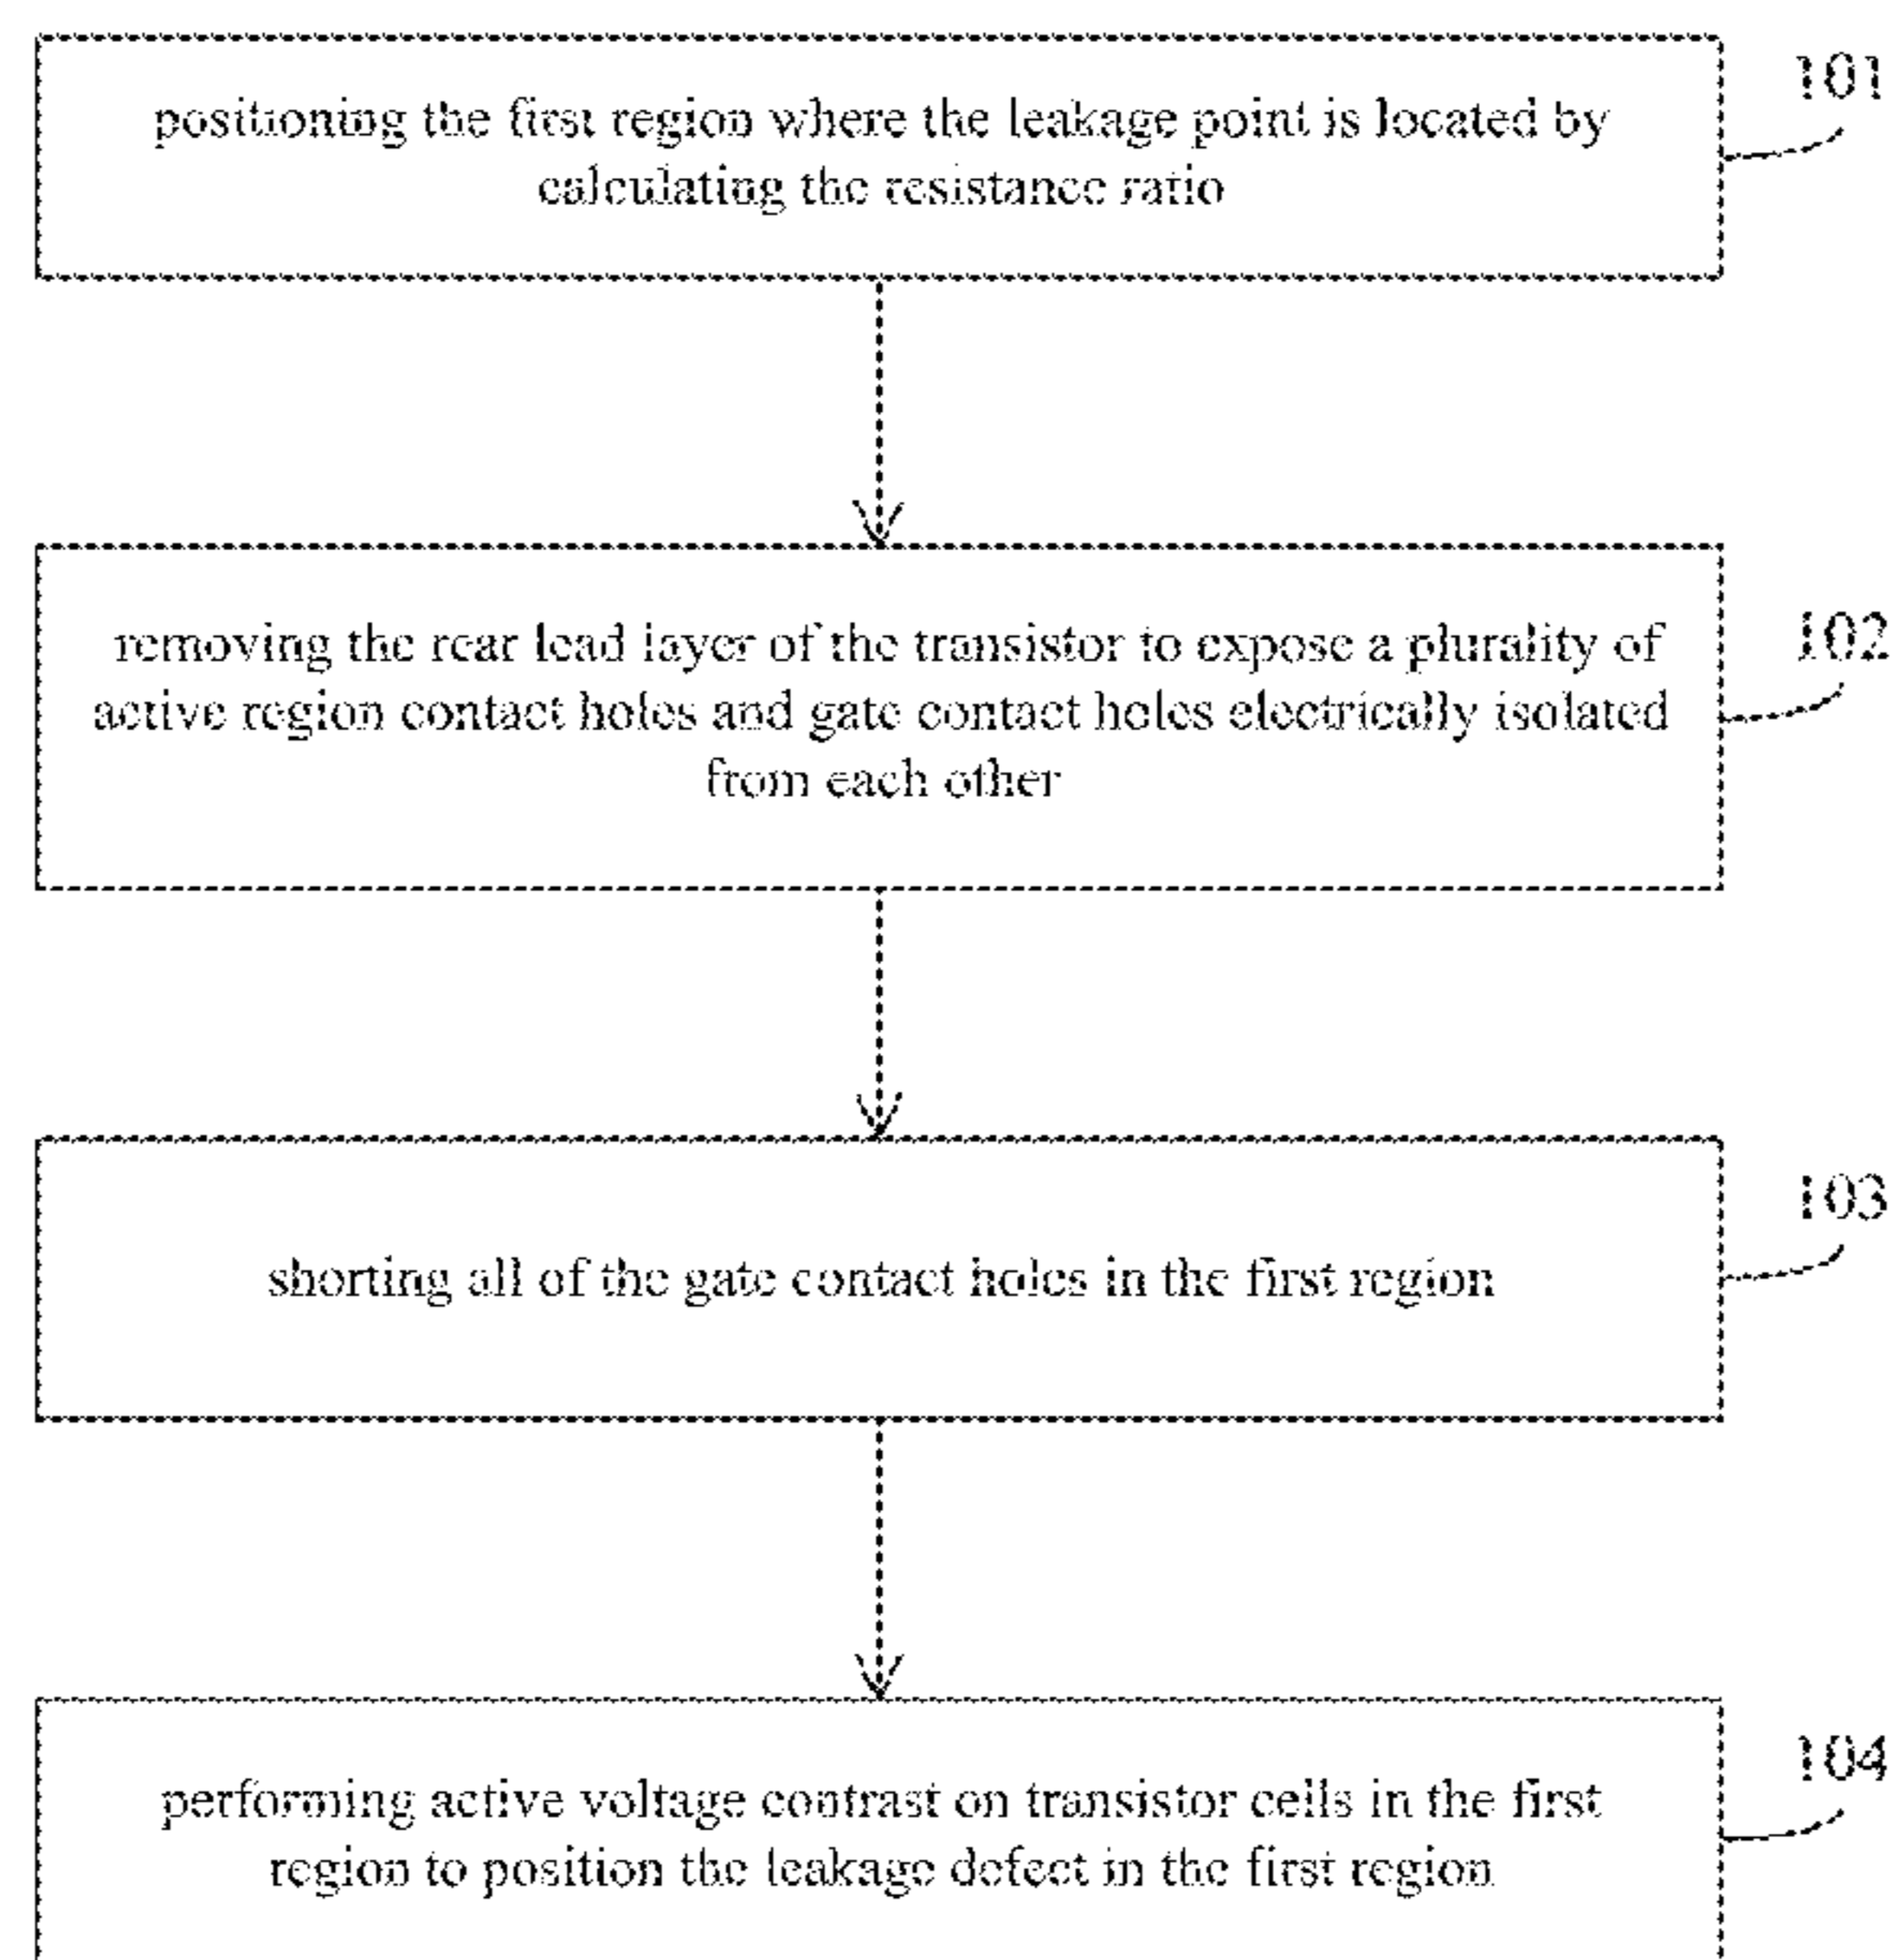 positioning the first region where the leakage point is located by
calculating the resistance ratio
101
removing the rear lead layer of the transistor to expose a plurality of
active region contact holes and gate contact holes electrically isolated
from each other
102
shorting all of the gate contact holes in the first region
103
performing active voltage contrast on transistor cells in the first
region to position the leakage defect in the first region
104